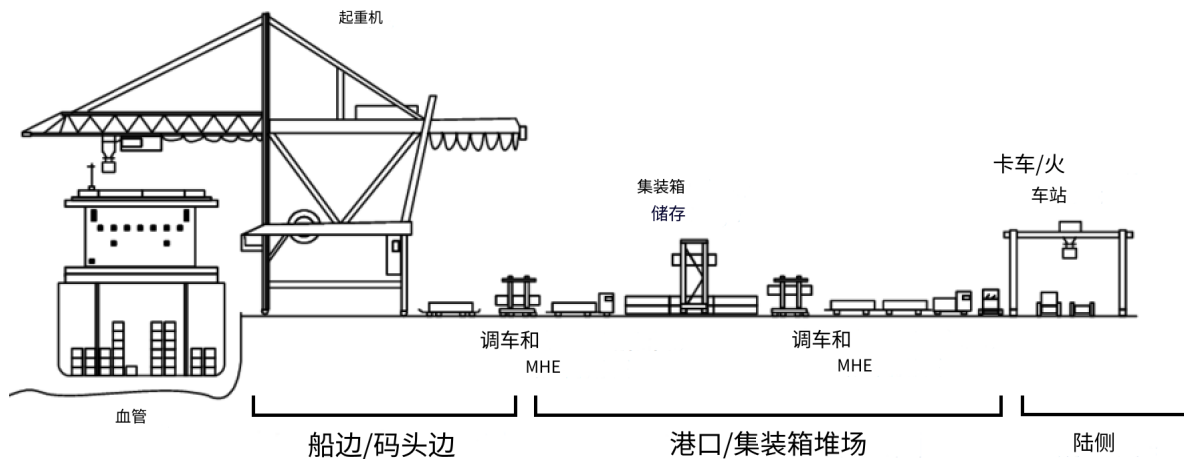 起重机
卡车/火
车站
集装箱
储存
调车和
MHE
调车和
MHE
血管
船边/码头边
港口/集装箱堆场
陆侧